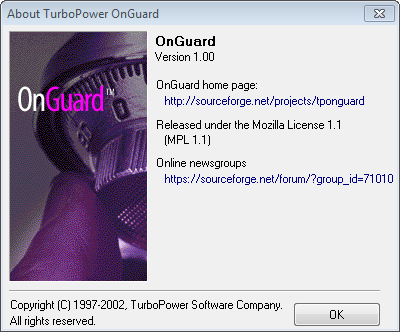 About TurboPower OnGuard
OnGuard™
OnGuard
Version 1.00
OnGuard home page:
http://sourceforge.net/projects/tponguard
Released under the Mozilla License 1.1
(MPL 1.1)
Online newsgroups
https://sourceforge.net/forum/?group_id=71010
Copyright (C) 1997-2002, TurboPower Software Company.
All rights reserved.
OK